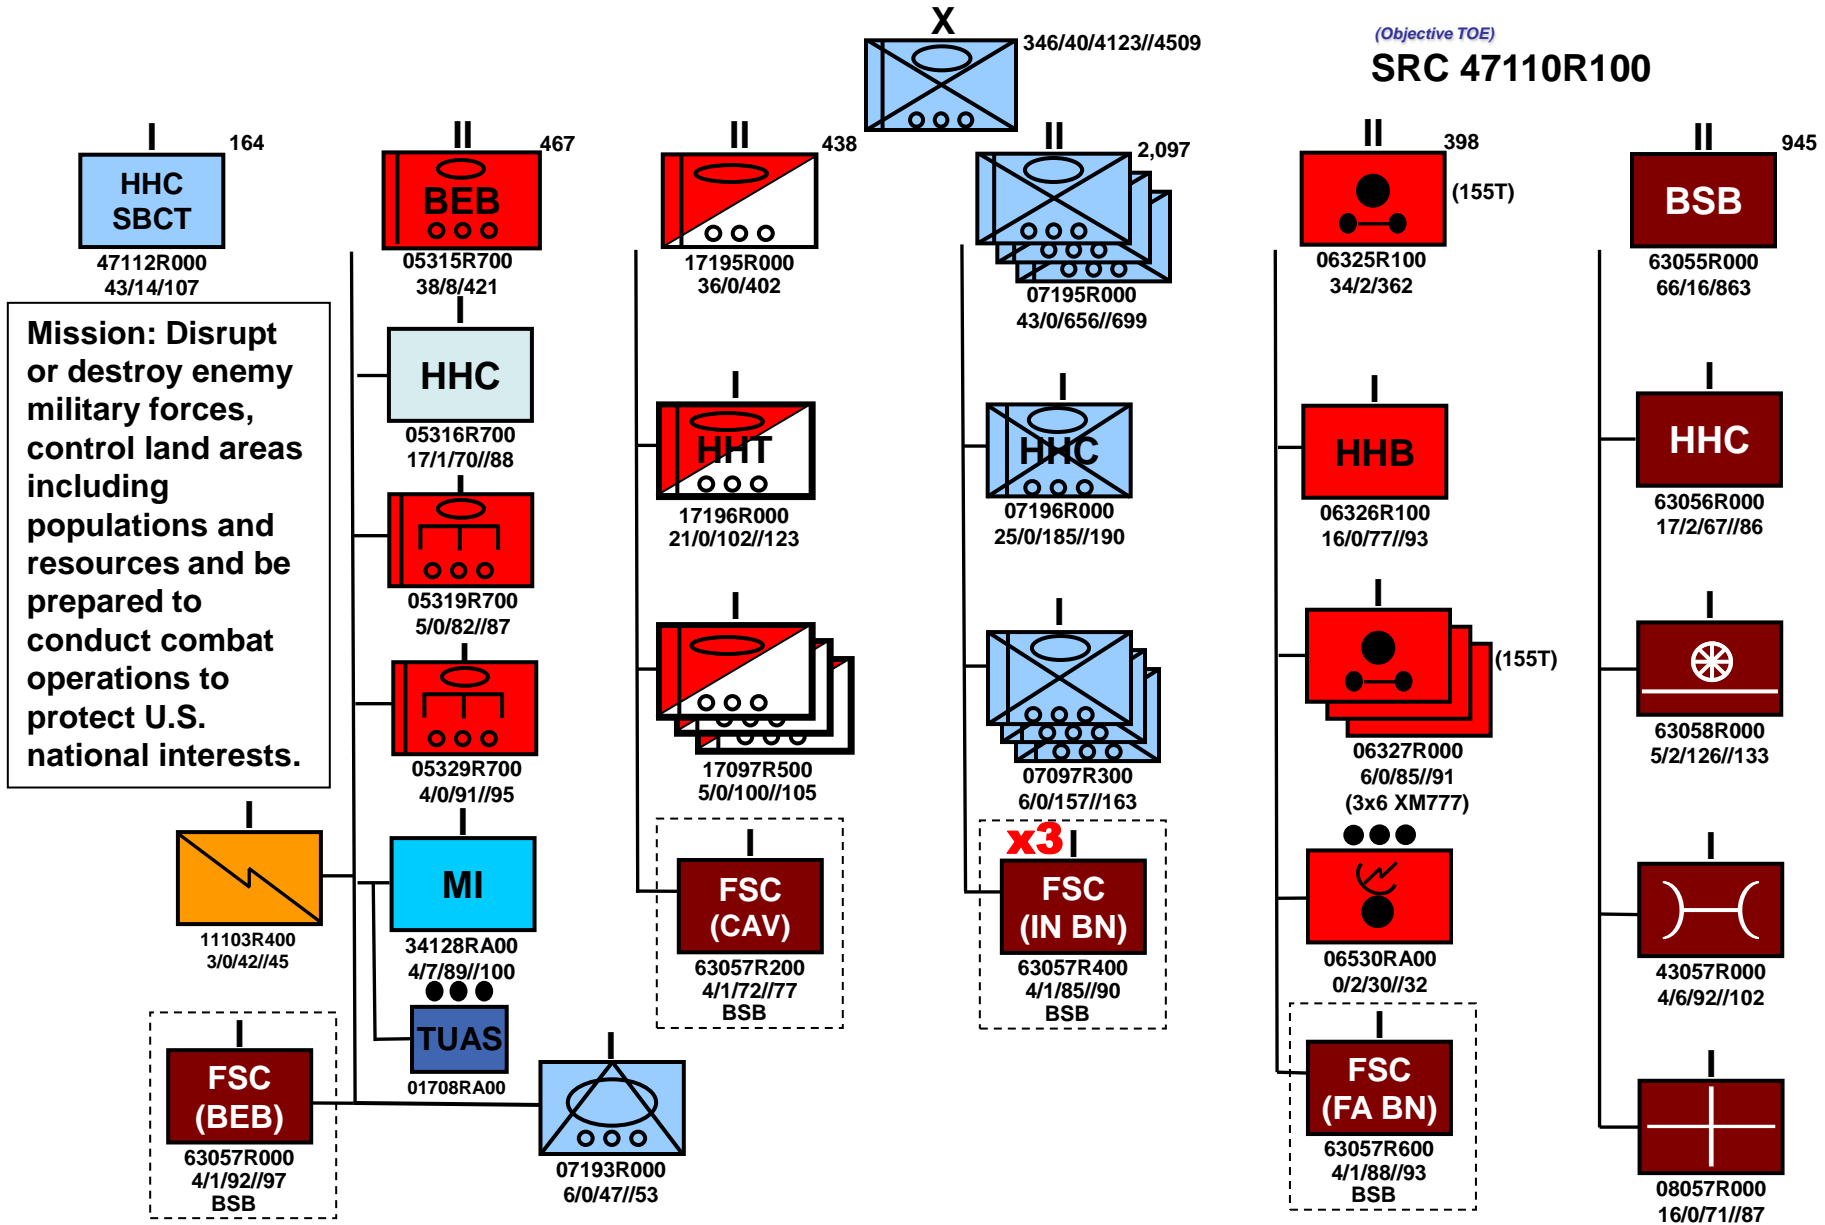 X
346/40/4123//4509
(Objective TOE)
SRC 47110R100
I
164
HHC
SBCT
47112R000
43/14/107
Mission: Disrupt
or destroy enemy
military forces,
control land areas
including
populations and
resources and be
prepared to
conduct combat
operations to
protect U.S.
national interests.
II
467
BEB
05315R700
38/8/421
I
HHC
05316R700
17/1/70//88
I
05319R700
5/0/82//87
I
05329R700
4/0/91//95
I
11103R400
3/0/42//45
I
MI
34128RA00
4/7/89//100
TUAS
01708RA00
I
FSC
(BEB)
63057R000
4/1/92//97
BSB
I
07193R000
6/0/47//53
II
438
17195R000
36/0/402
I
HHT
17196R000
21/0/102//123
I
17097R500
5/0/100//105
I
FSC
(CAV)
63057R200
4/1/72//77
BSB
II
2,097
07195R000
43/0/656//699
I
HHC
07196R000
25/0/185//190
I
07097R300
6/0/157//163
x3 I
FSC
(IN BN)
63057R400
4/1/85//90
BSB
II
398
(155T)
06325R100
34/2/362
I
HHB
06326R100
16/0/77//93
I
(155T)
06327R000
6/0/85//91
(3x6 XM777)
06530RA00
0/2/30//32
I
FSC
(FA BN)
63057R600
4/1/88//93
BSB
II
945
BSB
63055R000
66/16/863
I
HHC
63056R000
17/2/67//86
I
63058R000
5/2/126//133
I
43057R000
4/6/92//102
I
08057R000
16/0/71//87